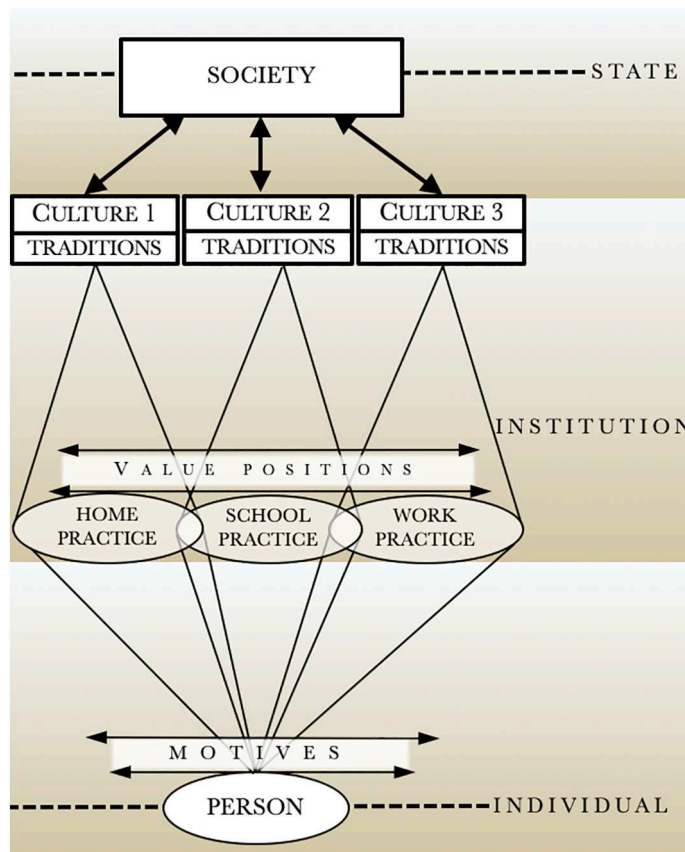 SOCIETY
STATE
CULTURE 1
CULTURE 2
CULTURE 3
TRADITIONS
TRADITIONS
TRADITIONS
INSTITUTION
VALUE POSITIONS
HOME
PRACTICE
SCHOOL
PRACTICE
WORK
PRACTICE
MOTIVES
PERSON
INDIVIDUAL